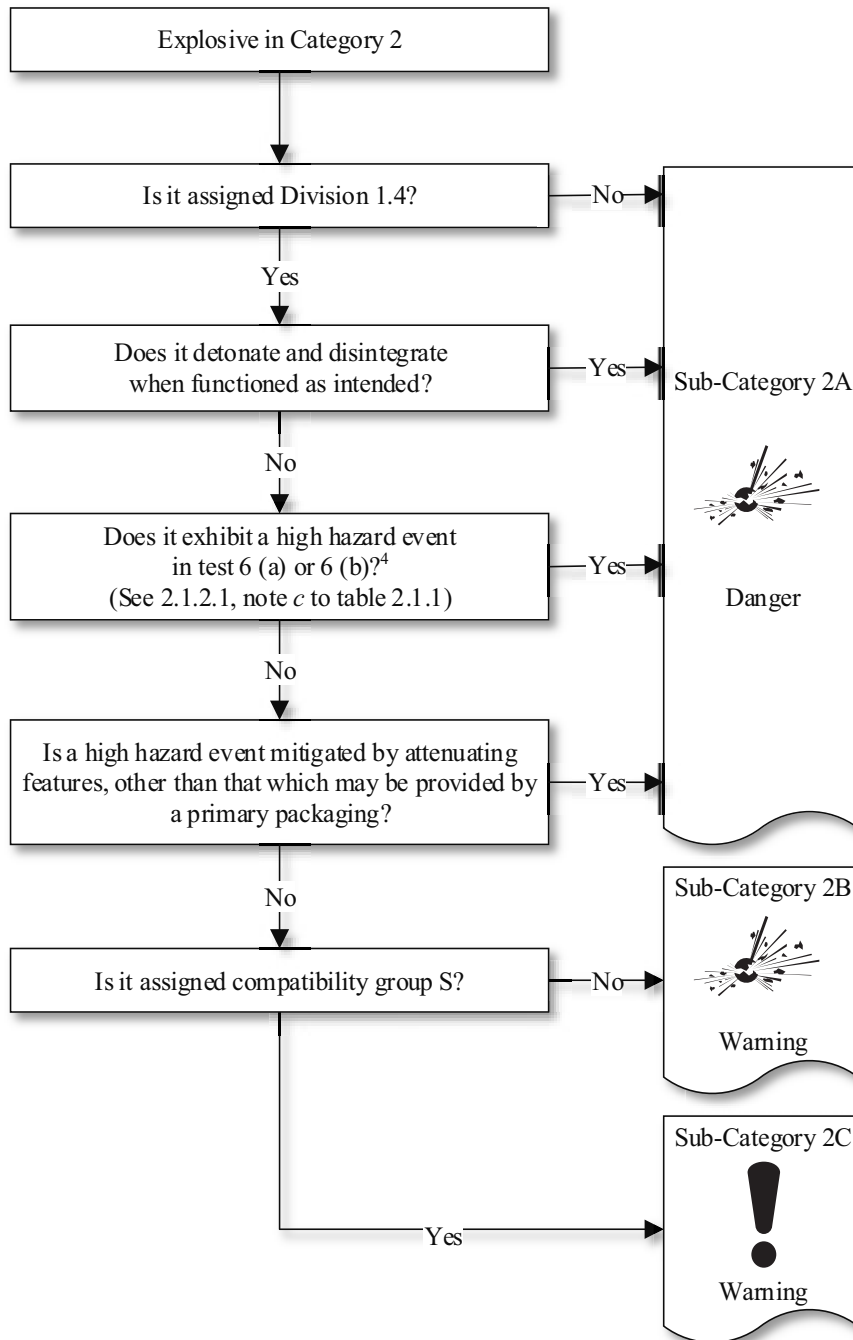 Explosive in Category 2
Is it assigned Division 1.4?
No
Yes
Does it detonate and disintegrate
when functioned as intended?
Yes
Sub-Category 2A
No
Does it exhibit a high hazard event
in test 6 (a) or 6 (b)?⁴
(See 2.1.2.1, note c to table 2.1.1)
Yes
Danger
No
Is a high hazard event mitigated by attenuating
features, other than that which may be provided by
a primary packaging?
Yes
No
Sub-Category 2B
Is it assigned compatibility group S?
No
Warning
Sub-Category 2C
Yes
Warning